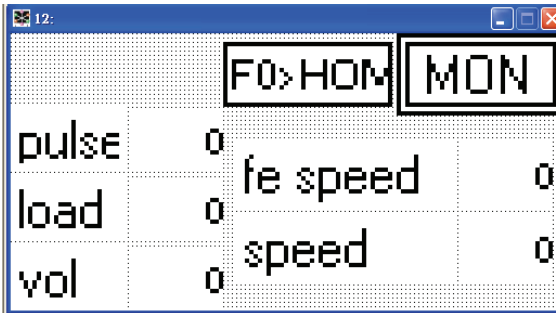 12:
F0>HOM MON
pulse 0
fe speed 0
load 0
speed 0
vol 0